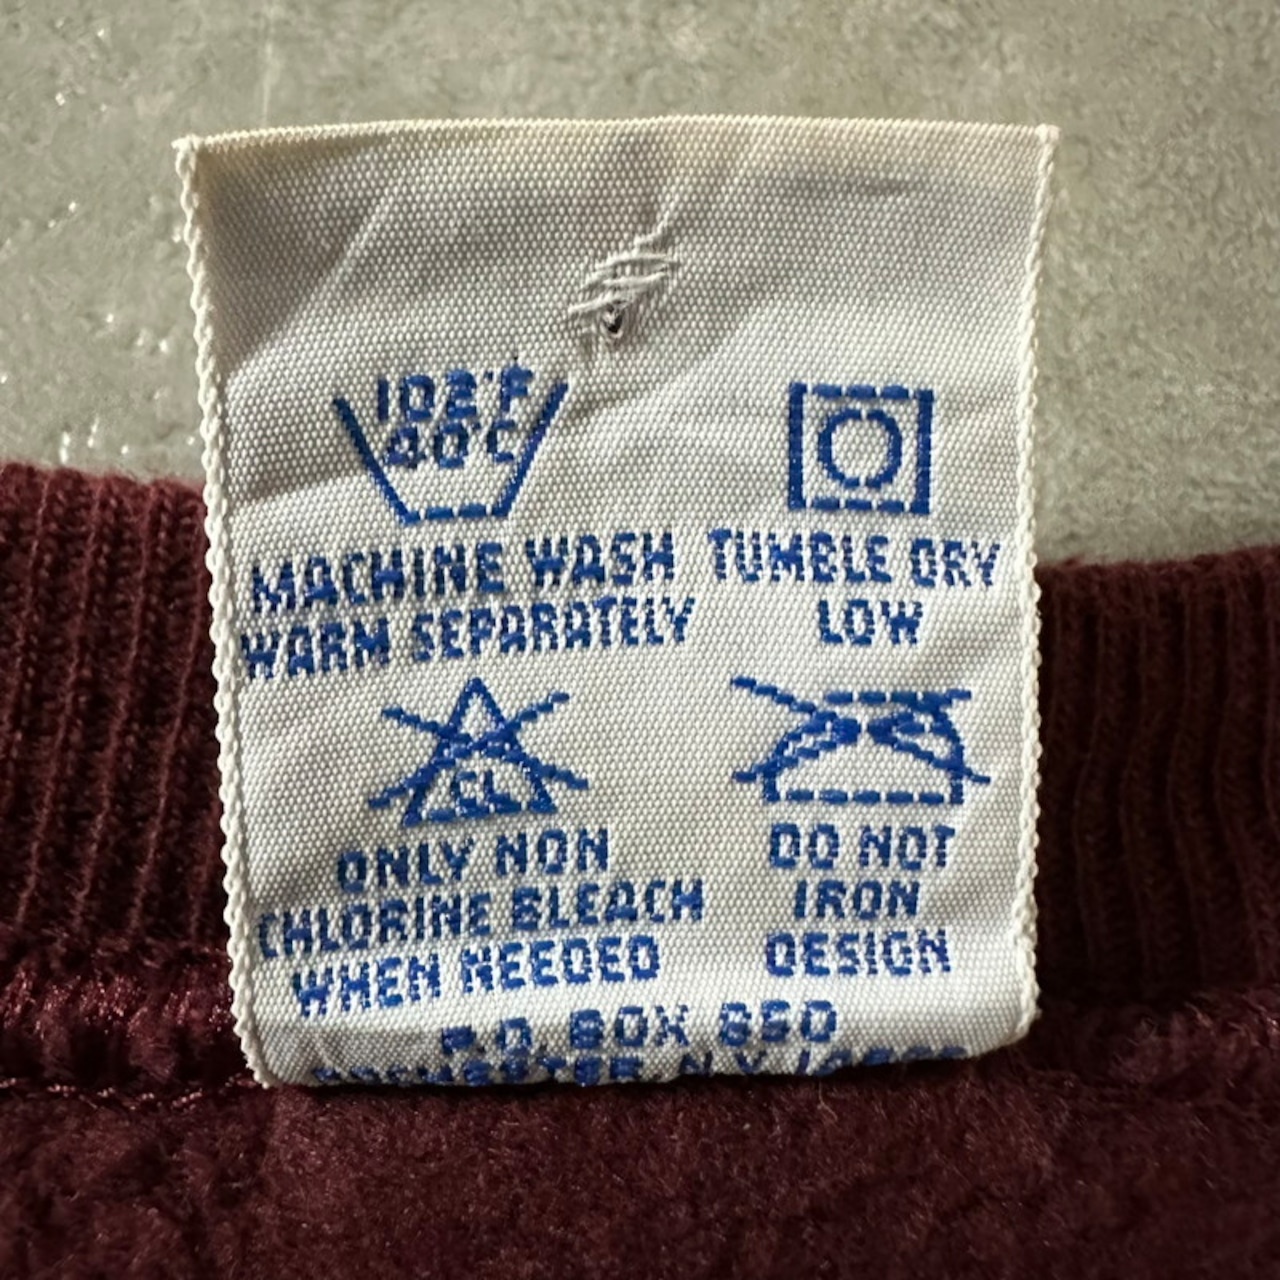 102°F
40°C
MACHINE WASH
WARM SEPARATELY
TUMBLE DRY
LOW
CL
ONLY NON
CHLORINE BLEACH
WHEN NEEDED
DO NOT
IRON
DESIGN
P.O. BOX
N.Y.